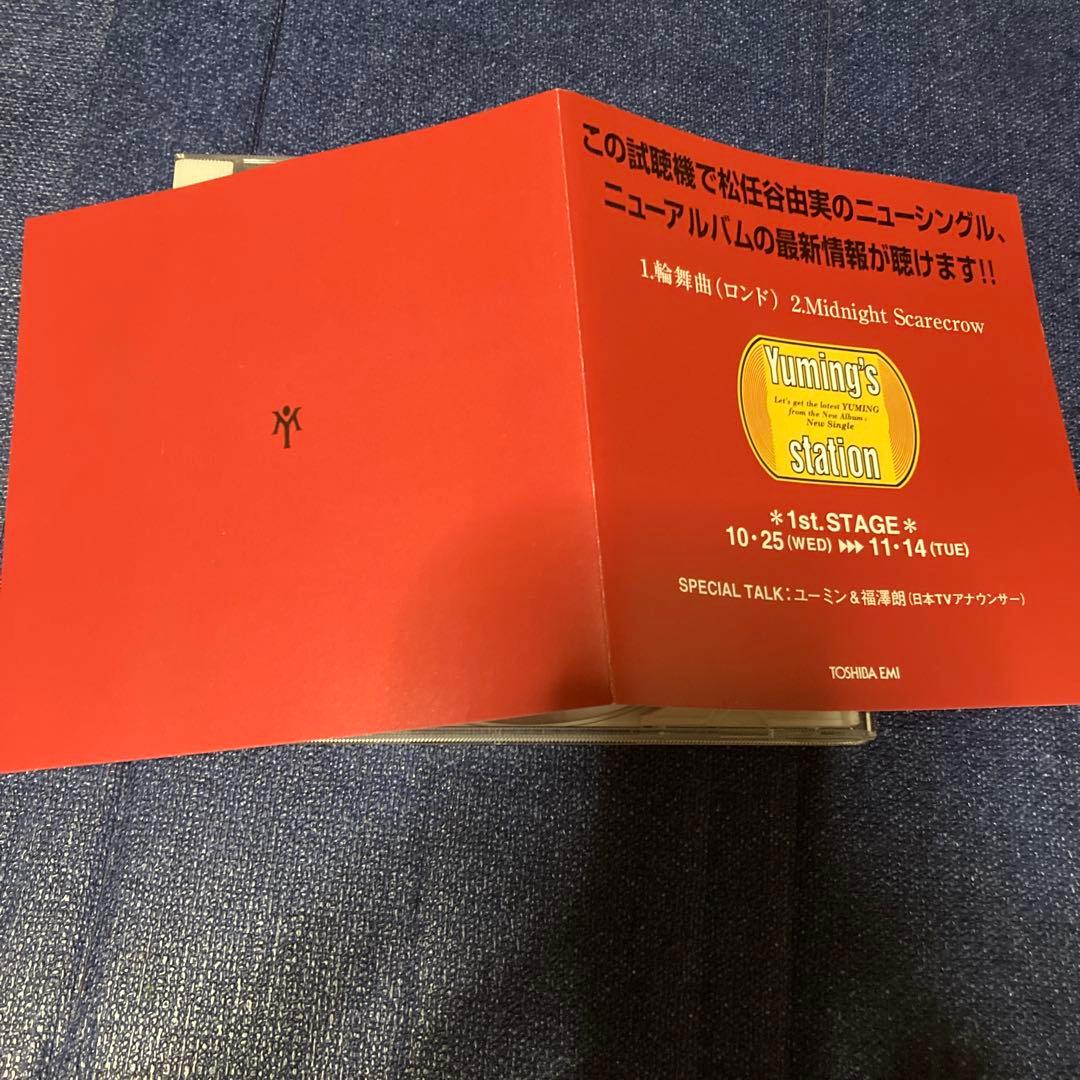 この試聴機で松任谷由実のニューシングル、
ニューアルバムの最新情報が聴けます!!
1.輪舞曲(ロンド) 2.Midnight Scarecrow
Yuming's
Let's get the latest YUMING
from the New Album,
New Single
station
＊1st.STAGE＊
10・25(WED) ▶▶▶ 11・14(TUE)
SPECIAL TALK:ユーミン&福澤朗(日本TVアナウンサー)
TOSHIBA EMI